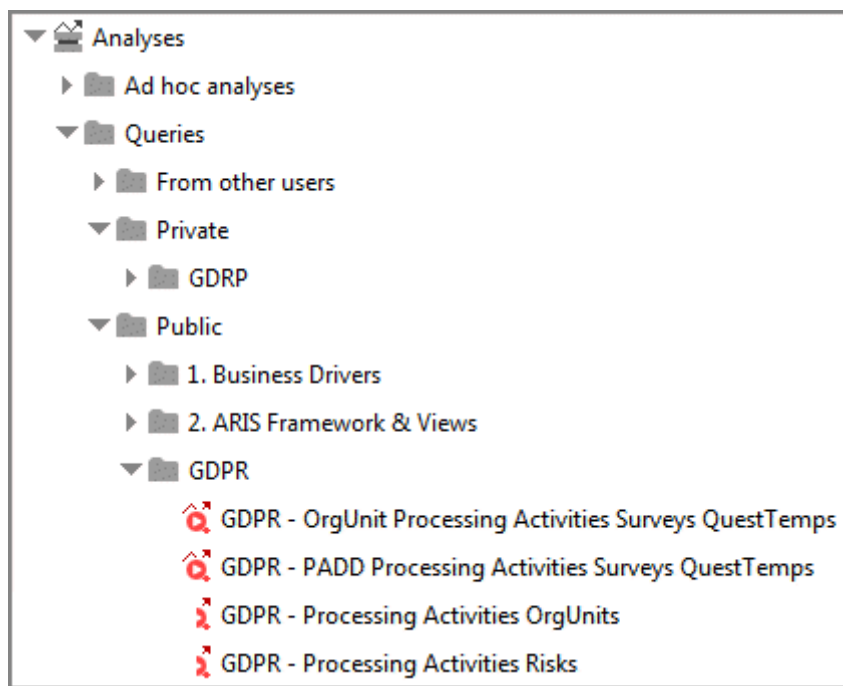 Analyses
Ad hoc analyses
Queries
From other users
Private
GDRP
Public
1. Business Drivers
2. ARIS Framework & Views
GDPR
GDPR - OrgUnit Processing Activities Surveys QuestTemps
GDPR - PADD Processing Activities Surveys QuestTemps
GDPR - Processing Activities OrgUnits
GDPR - Processing Activities Risks